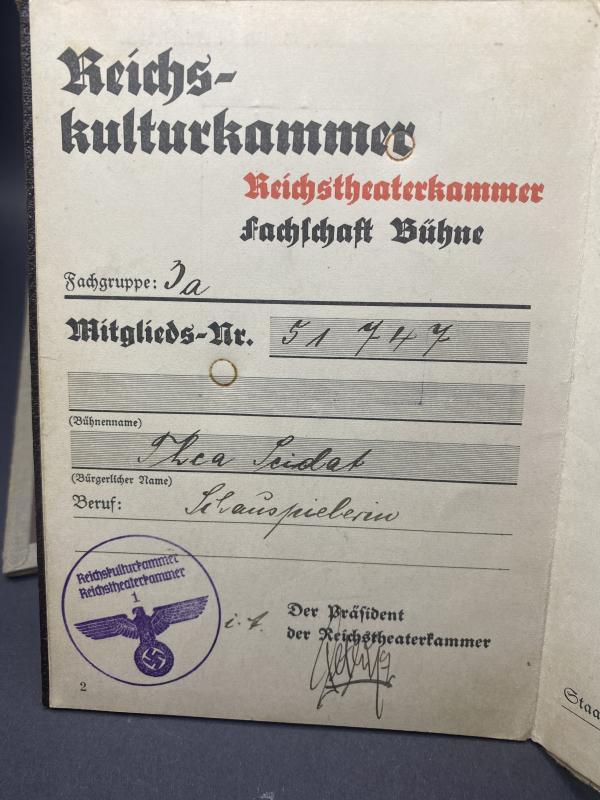 Reichs-
kulturkammer
Reichstheaterkammer
Fachschaft Bühne
Fachgruppe: 3a
Mitglieds-Nr. 51 747
(Bühnenname)
Thea Seidat
(Bürgerlicher Name)
Beruf: Schauspielerin
Reichskulturkammer
Reichstheaterkammer
1
Der Präsident
der Reichstheaterkammer
2
Staa